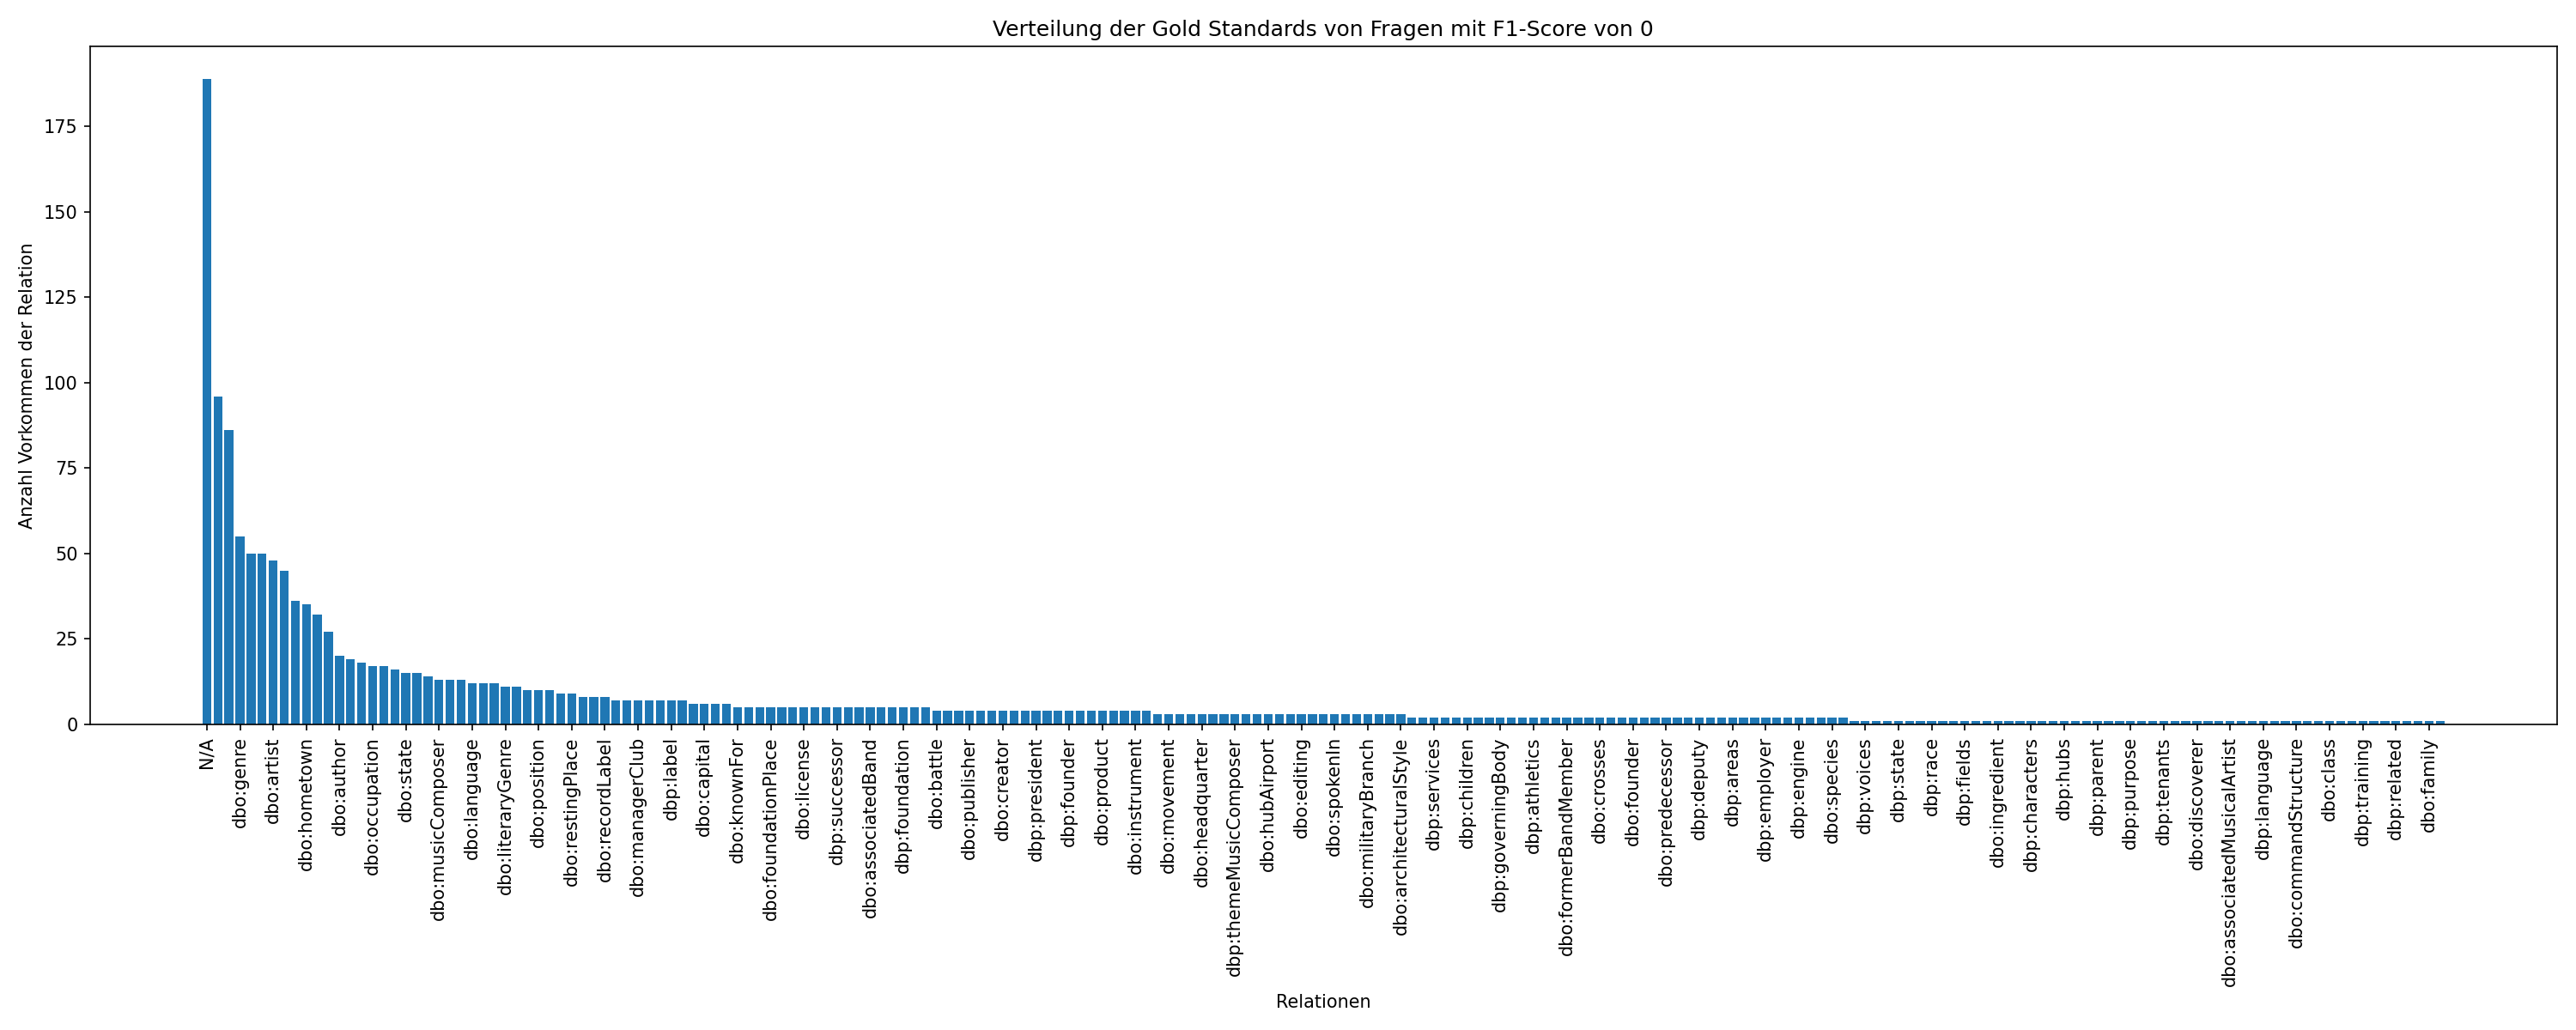 Verteilung der Gold Standards von Fragen mit F1-Score von 0
Anzahl Vorkommen der Relation
175
150
125
100
75
50
25
0
N/A
dbo:genre
dbo:artist
dbo:hometown
dbo:author
dbo:occupation
dbo:state
dbo:musicComposer
dbo:language
dbo:literaryGenre
dbo:position
dbo:restingPlace
dbo:recordLabel
dbo:managerClub
dbp:label
dbo:capital
dbo:knownFor
dbo:foundationPlace
dbo:license
dbp:successor
dbo:associatedBand
dbp:foundation
dbo:battle
dbo:publisher
dbo:creator
dbp:president
dbp:founder
dbo:product
dbo:instrument
dbo:movement
dbo:headquarter
dbp:themeMusicComposer
dbo:hubAirport
dbo:editing
dbo:spokenIn
dbo:militaryBranch
dbo:architecturalStyle
dbp:services
dbp:children
dbp:governingBody
dbp:athletics
dbo:formerBandMember
dbo:crosses
dbo:founder
dbo:predecessor
dbp:deputy
dbp:areas
dbp:employer
dbp:engine
dbo:species
dbp:voices
dbp:state
dbp:race
dbp:fields
dbo:ingredient
dbp:characters
dbp:hubs
dbp:parent
dbp:purpose
dbp:tenants
dbo:discoverer
dbo:associatedMusicalArtist
dbp:language
dbo:commandStructure
dbo:class
dbp:training
dbp:related
dbo:family
Relationen